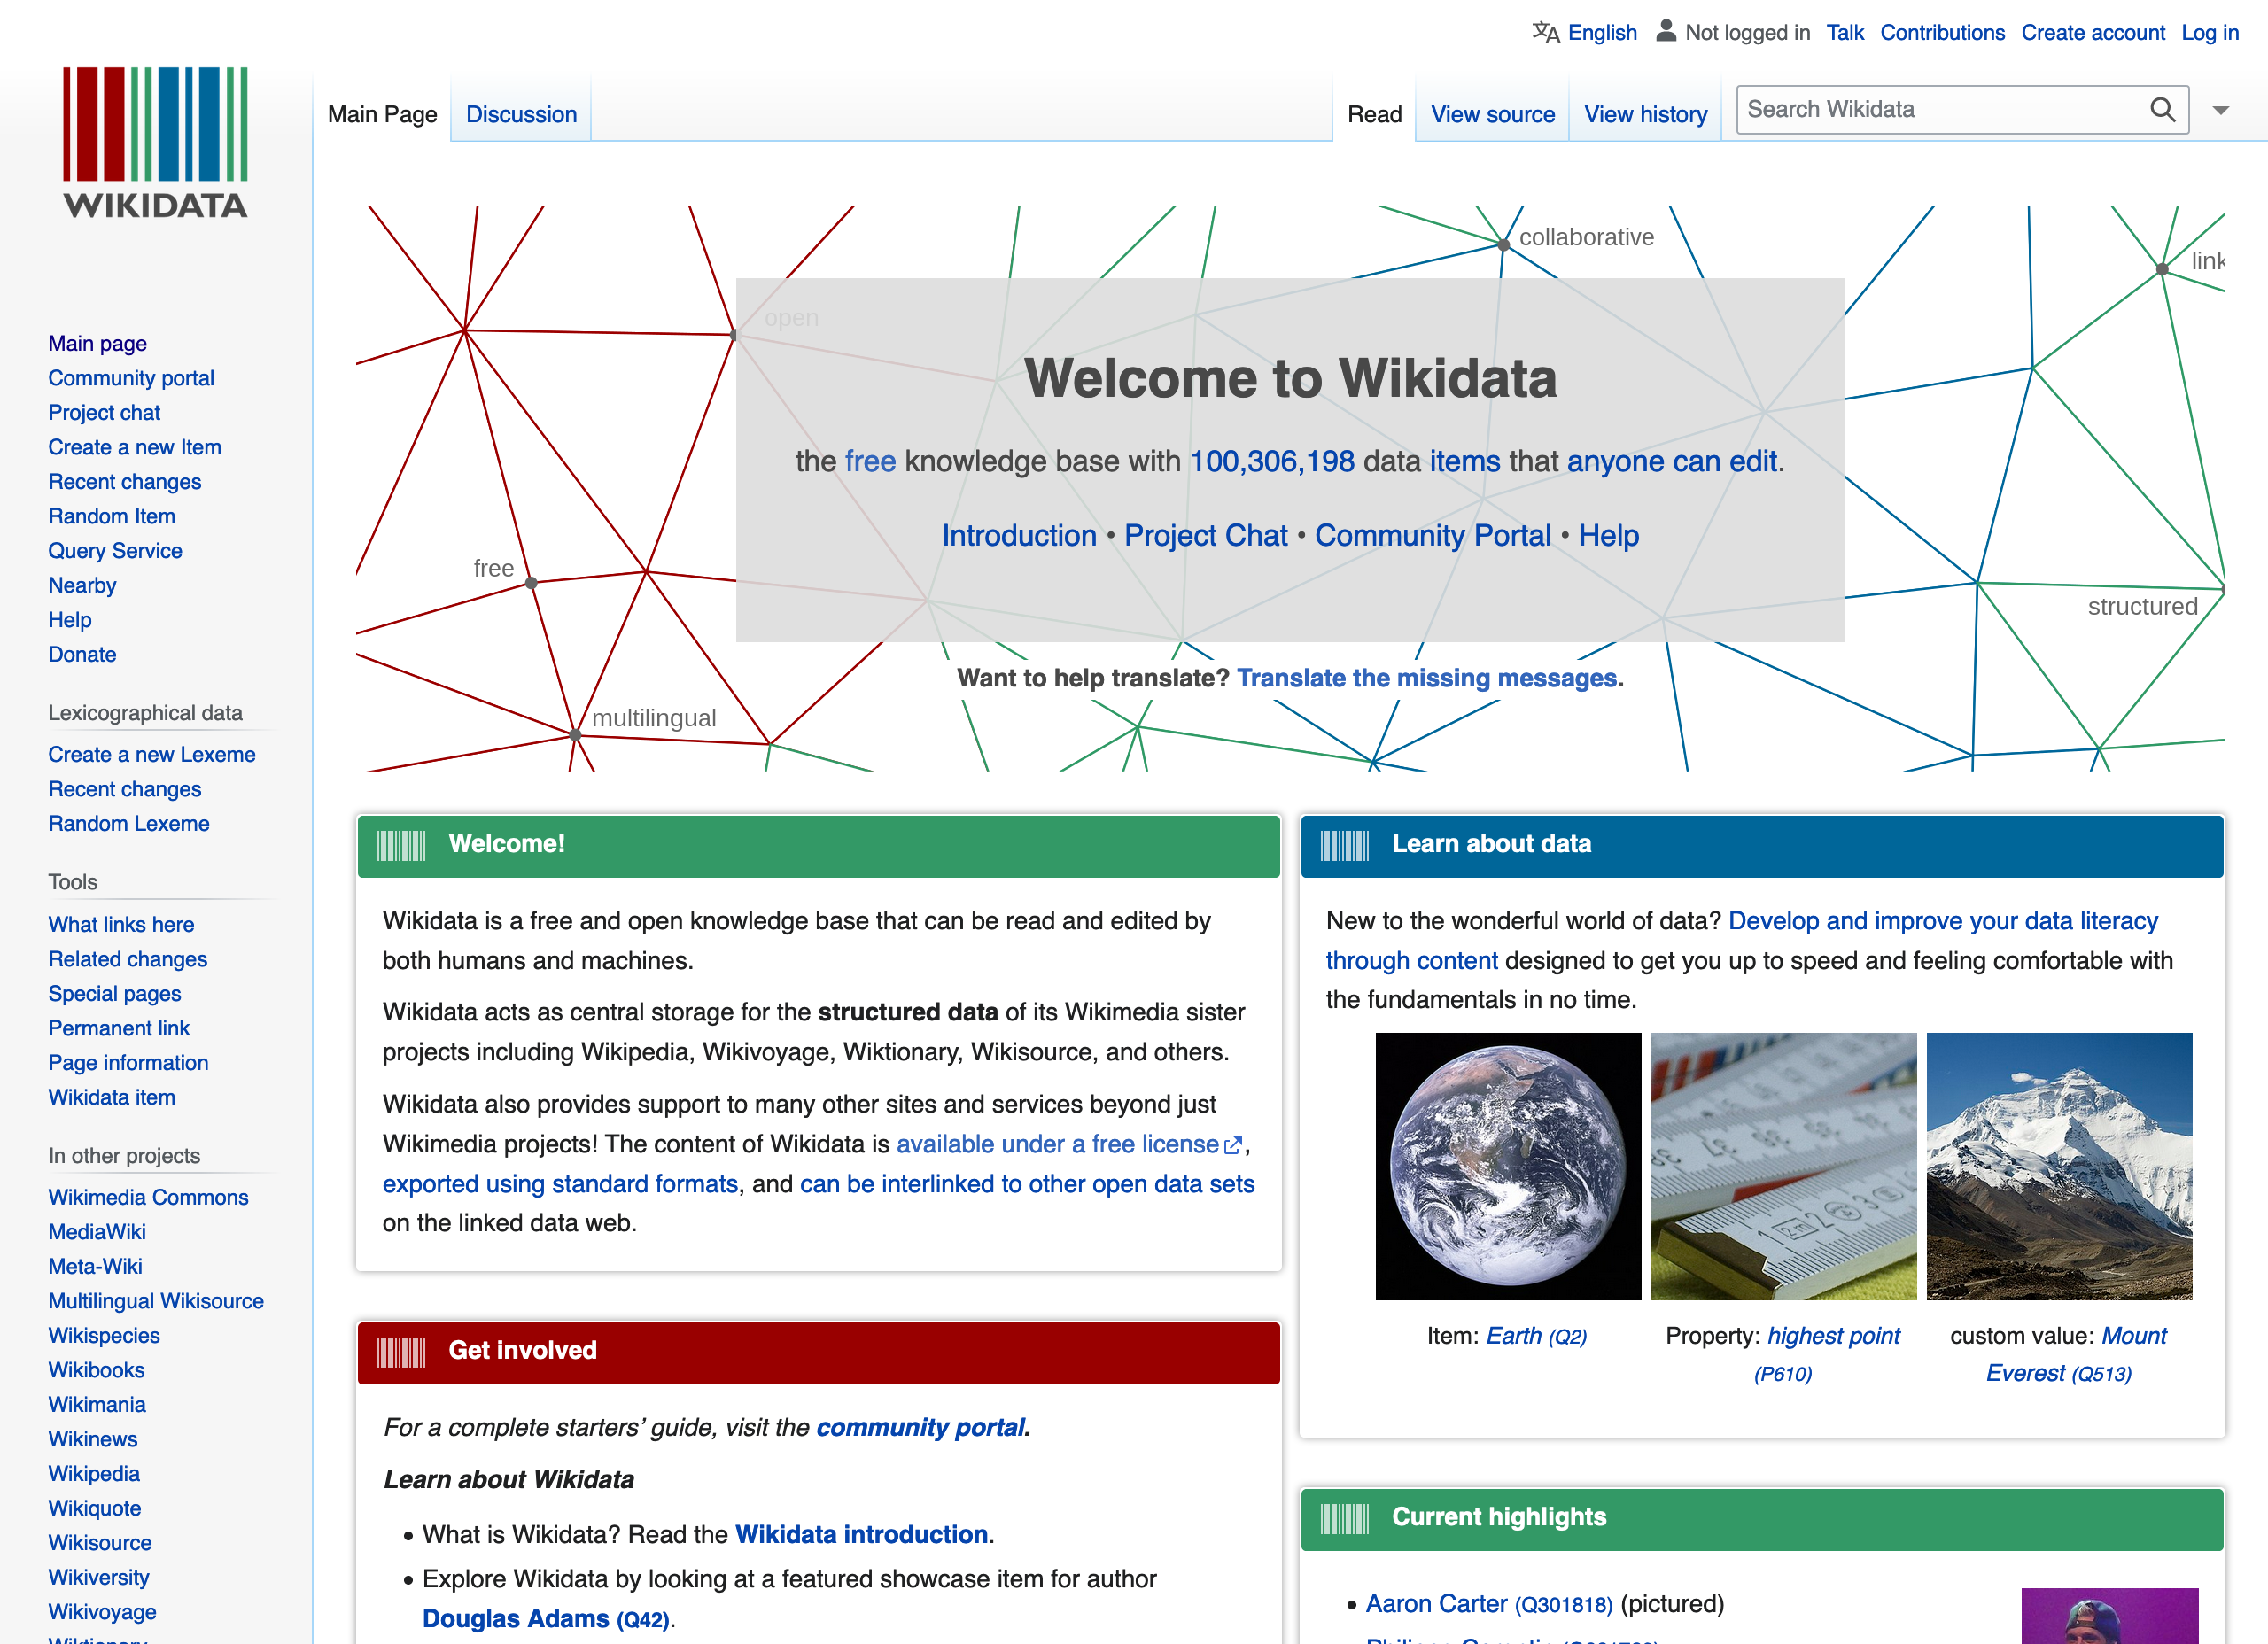 English Not logged in Talk Contributions Create account Log in
WIKIDATA
Main Page Discussion Read View source View history Search Wikidata
Main page
Community portal
Project chat
Create a new Item
Recent changes
Random Item
Query Service
Nearby
Help
Donate
Lexicographical data
Create a new Lexeme
Recent changes
Random Lexeme
Tools
What links here
Related changes
Special pages
Permanent link
Page information
Wikidata item
In other projects
Wikimedia Commons
MediaWiki
Meta-Wiki
Multilingual Wikisource
Wikispecies
Wikibooks
Wikimania
Wikinews
Wikipedia
Wikiquote
Wikisource
Wikiversity
Wikivoyage
collaborative
link
open
free
structured
multilingual
Welcome to Wikidata
the free knowledge base with 100,306,198 data items that anyone can edit.
Introduction • Project Chat • Community Portal • Help
Want to help translate? Translate the missing messages.
Welcome!
Wikidata is a free and open knowledge base that can be read and edited by
both humans and machines.
Wikidata acts as central storage for the structured data of its Wikimedia sister
projects including Wikipedia, Wikivoyage, Wiktionary, Wikisource, and others.
Wikidata also provides support to many other sites and services beyond just
Wikimedia projects! The content of Wikidata is available under a free license,
exported using standard formats, and can be interlinked to other open data sets
on the linked data web.
Get involved
For a complete starters’ guide, visit the community portal.
Learn about Wikidata
• What is Wikidata? Read the Wikidata introduction.
• Explore Wikidata by looking at a featured showcase item for author
Douglas Adams (Q42).
Learn about data
New to the wonderful world of data? Develop and improve your data literacy
through content designed to get you up to speed and feeling comfortable with
the fundamentals in no time.
Item: Earth (Q2)
Property: highest point
(P610)
custom value: Mount
Everest (Q513)
Current highlights
• Aaron Carter (Q301818) (pictured)